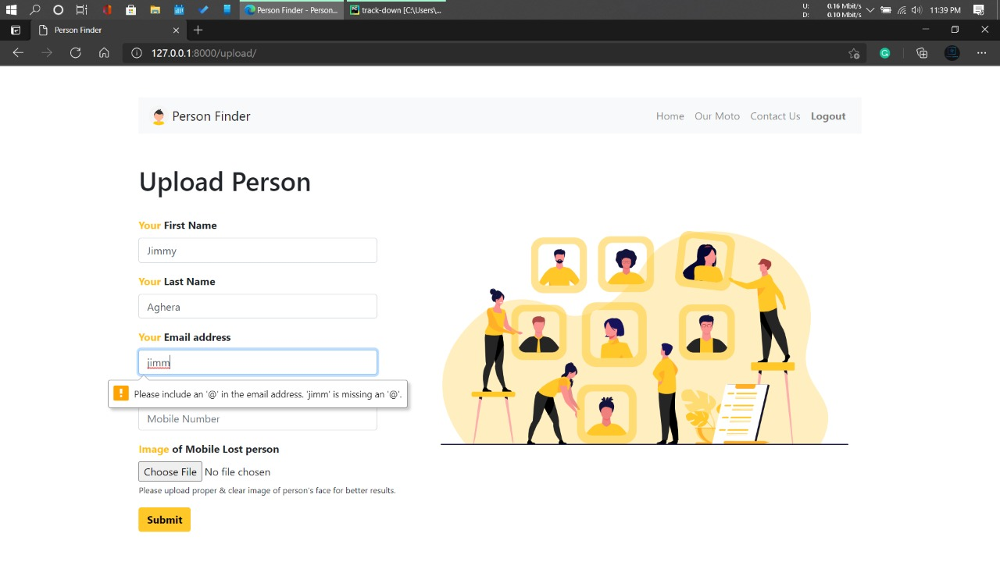 Person Finder - Person...
track-down [C:\Users\...
U: 0.16 Mbit/s
D: 0.10 Mbit/s
11:39 PM
Person Finder
127.0.0.1:8000/upload/
Person Finder
Home Our Moto Contact Us Logout
Upload Person
Your First Name
Jimmy
Your Last Name
Aghera
Your Email address
jimm
Please include an '@' in the email address. 'jimm' is missing an '@'.
Mobile Number
Image of Mobile Lost person
Choose File No file chosen
Please upload proper & clear image of person's face for better results.
Submit